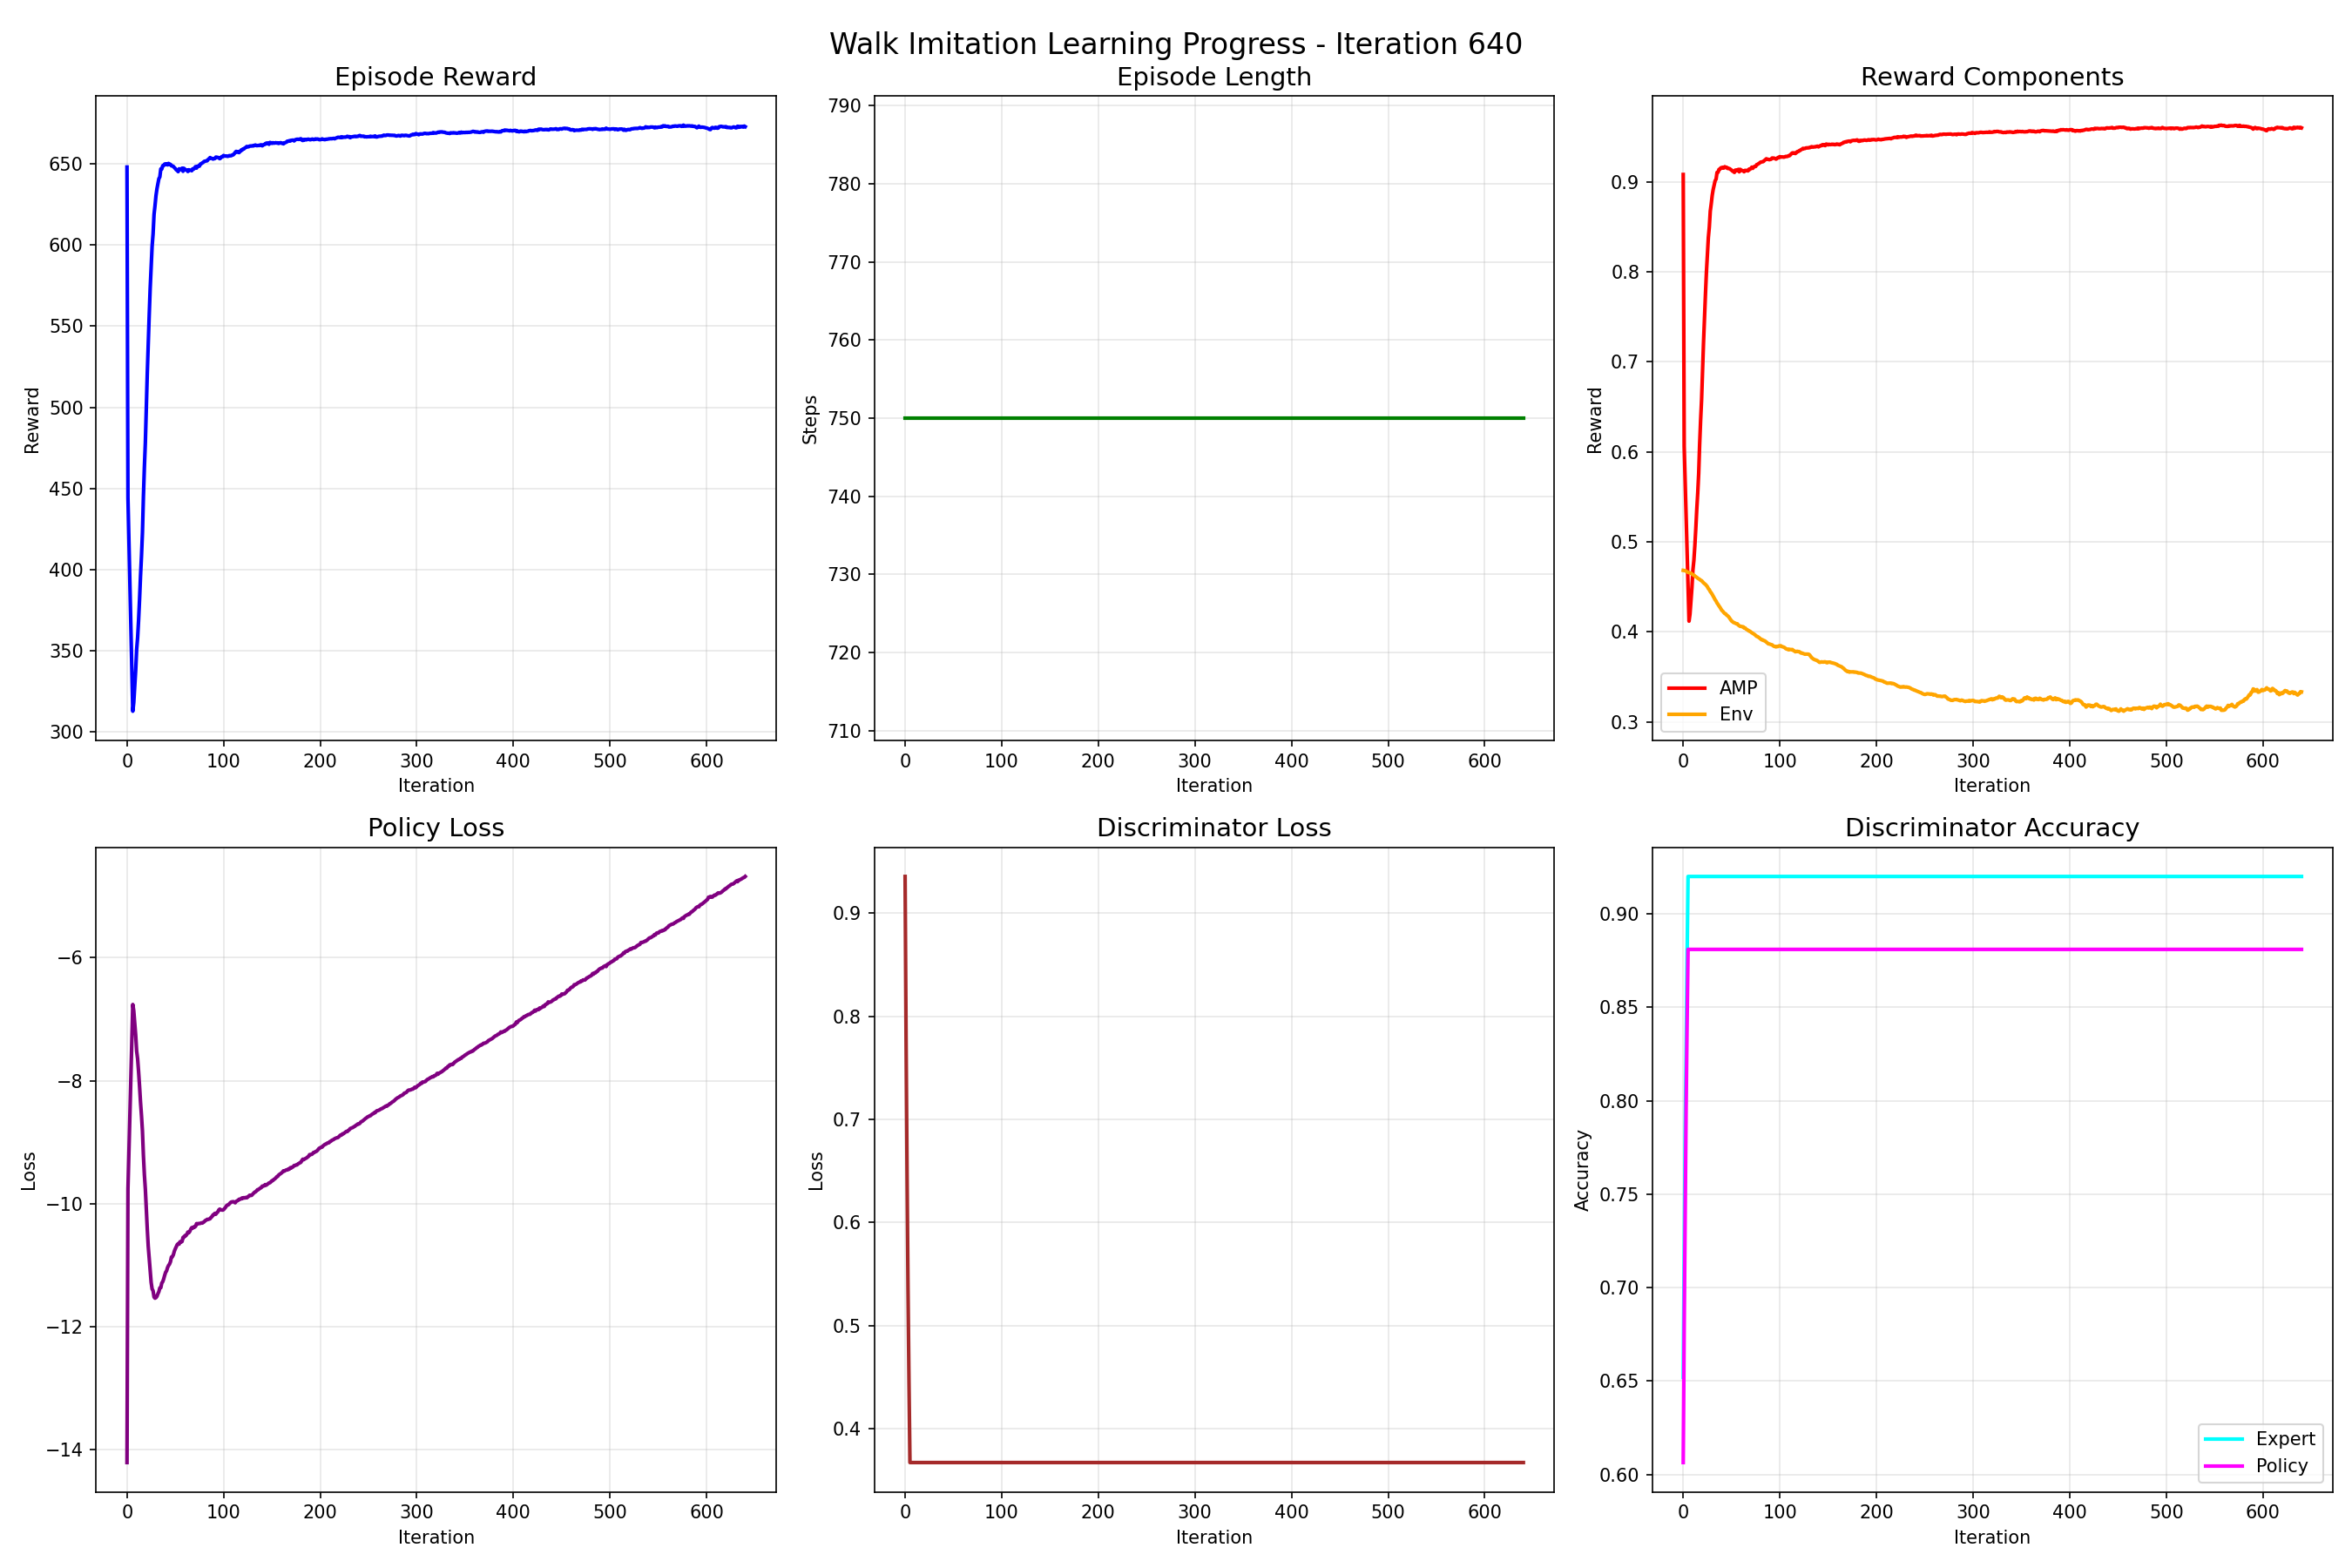 Walk Imitation Learning Progress - Iteration 640
Episode Reward
Reward
650
600
550
500
450
400
350
300
0 100 200 300 400 500 600
Iteration
Episode Length
Steps
790
780
770
760
750
740
730
720
710
0 100 200 300 400 500 600
Iteration
Reward Components
Reward
0.9
0.8
0.7
0.6
0.5
0.4
0.3
AMP
Env
0 100 200 300 400 500 600
Iteration
Policy Loss
Loss
−6
−8
−10
−12
−14
0 100 200 300 400 500 600
Iteration
Discriminator Loss
Loss
0.9
0.8
0.7
0.6
0.5
0.4
0 100 200 300 400 500 600
Iteration
Discriminator Accuracy
Accuracy
0.90
0.85
0.80
0.75
0.70
0.65
0.60
Expert
Policy
0 100 200 300 400 500 600
Iteration